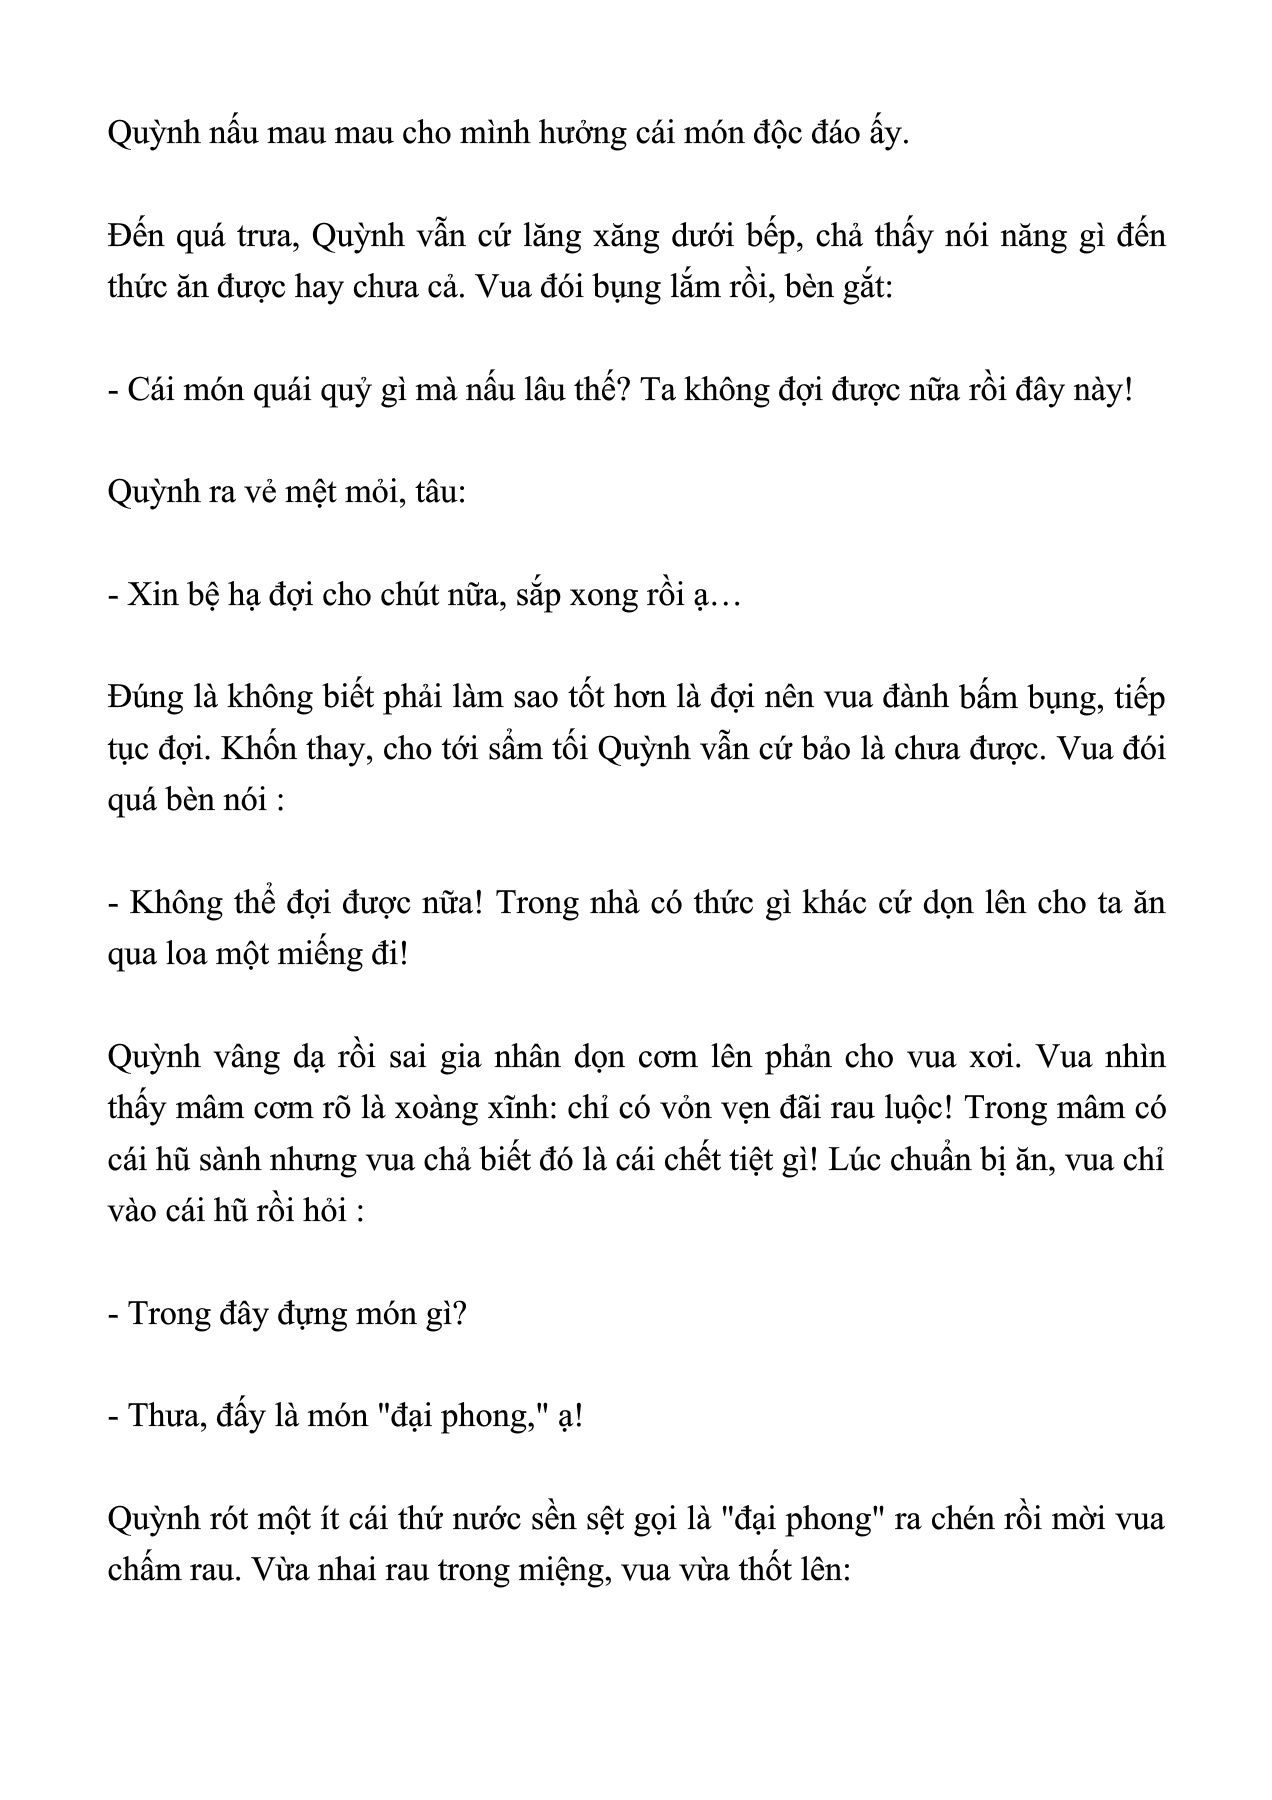 Quỳnh nấu mau mau cho mình hưởng cái món độc đáo ấy.
Đến quá trưa, Quỳnh vẫn cứ lăng xăng dưới bếp, chả thấy nói năng gì đến
thức ăn được hay chưa cả. Vua đói bụng lắm rồi, bèn gắt:
- Cái món quái quỷ gì mà nấu lâu thế? Ta không đợi được nữa rồi đây này!
Quỳnh ra vẻ mệt mỏi, tâu:
- Xin bệ hạ đợi cho chút nữa, sắp xong rồi ạ…
Đúng là không biết phải làm sao tốt hơn là đợi nên vua đành bấm bụng, tiếp
tục đợi. Khốn thay, cho tới sẩm tối Quỳnh vẫn cứ bảo là chưa được. Vua đói
quá bèn nói :
- Không thể đợi được nữa! Trong nhà có thức gì khác cứ dọn lên cho ta ăn
qua loa một miếng đi!
Quỳnh vâng dạ rồi sai gia nhân dọn cơm lên phản cho vua xơi. Vua nhìn
thấy mâm cơm rõ là xoàng xĩnh: chỉ có vỏn vẹn đãi rau luộc! Trong mâm có
cái hũ sành nhưng vua chả biết đó là cái chết tiệt gì! Lúc chuẩn bị ăn, vua chỉ
vào cái hũ rồi hỏi :
- Trong đây đựng món gì?
- Thưa, đấy là món "đại phong," ạ!
Quỳnh rót một ít cái thứ nước sền sệt gọi là "đại phong" ra chén rồi mời vua
chấm rau. Vừa nhai rau trong miệng, vua vừa thốt lên: